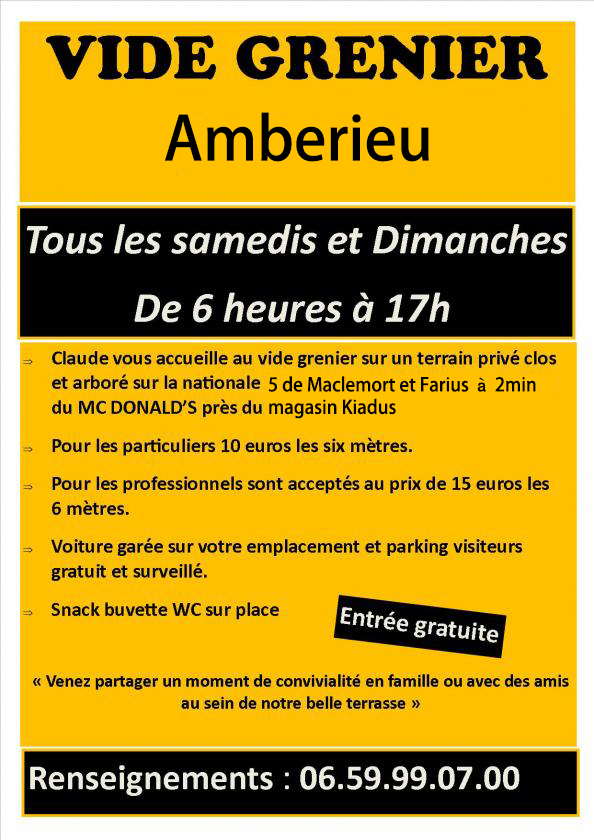 VIDE GRENIER
Amberieu
Tous les samedis et Dimanches
De 6 heures à 17h
⇒ Claude vous accueille au vide grenier sur un terrain privé clos
et arboré sur la nationale 5 de Maclemort et Farius à 2min
du MC DONALD'S près du magasin Kiadus
⇒ Pour les particuliers 10 euros les six mètres.
⇒ Pour les professionnels sont acceptés au prix de 15 euros les
6 mètres.
⇒ Voiture garée sur votre emplacement et parking visiteurs
gratuit et surveillé.
⇒ Snack buvette WC sur place
Entrée gratuite
« Venez partager un moment de convivialité en famille ou avec des amis
au sein de notre belle terrasse »
Renseignements : 06.59.99.07.00